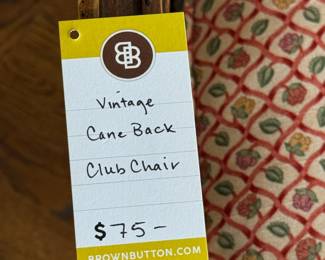 BB
Vintage
Cane Back
Club Chair
$75-
BROWNBUTTON.COM